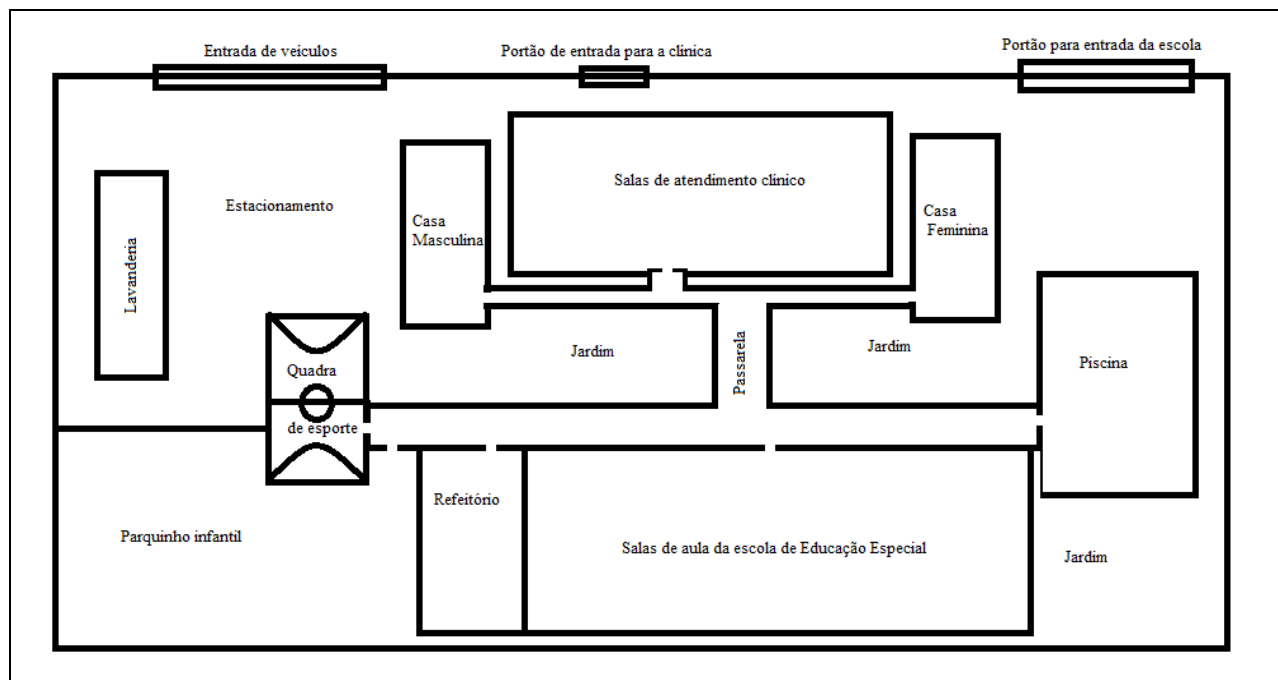 Entrada de veículos
Portão de entrada para a clinica
Portão para entrada da escola
Salas de atendimento clinico
Estacionamento
Casa
Masculina
Casa
Feminina
Lavanderia
Jardim
Passarela
Jardim
Piscina
Quadra
de esporte
Refeitório
Parquinho infantil
Salas de aula da escola de Educação Especial
Jardim